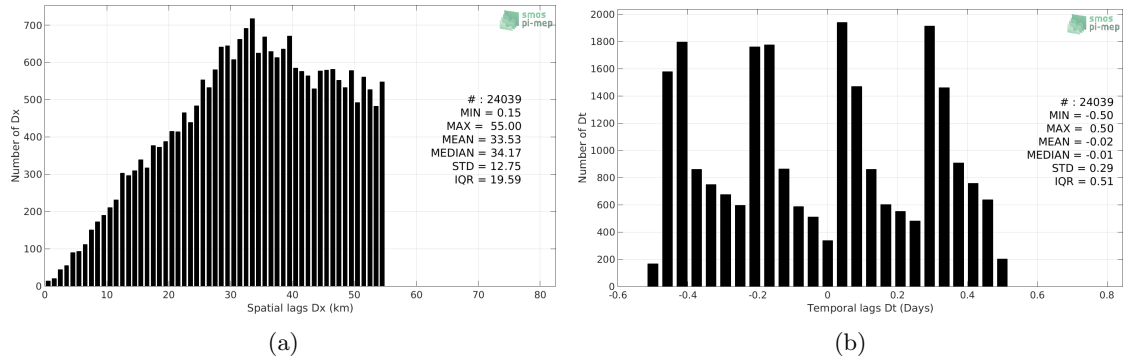 smos
pi-mep
700
600
500
400
300
200
100
0
Number of Dx
# : 24039
MIN = 0.15
MAX = 55.00
MEAN = 33.53
MEDIAN = 34.17
STD = 12.75
IQR = 19.59
0 10 20 30 40 50 60 70 80
Spatial lags Dx (km)
(a)
smos
pi-mep
2000
1800
1600
1400
1200
1000
800
600
400
200
0
Number of Dt
# : 24039
MIN = -0.50
MAX = 0.50
MEAN = -0.02
MEDIAN = -0.01
STD = 0.29
IQR = 0.51
-0.6 -0.4 -0.2 0 0.2 0.4 0.6 0.8
Temporal lags Dt (Days)
(b)